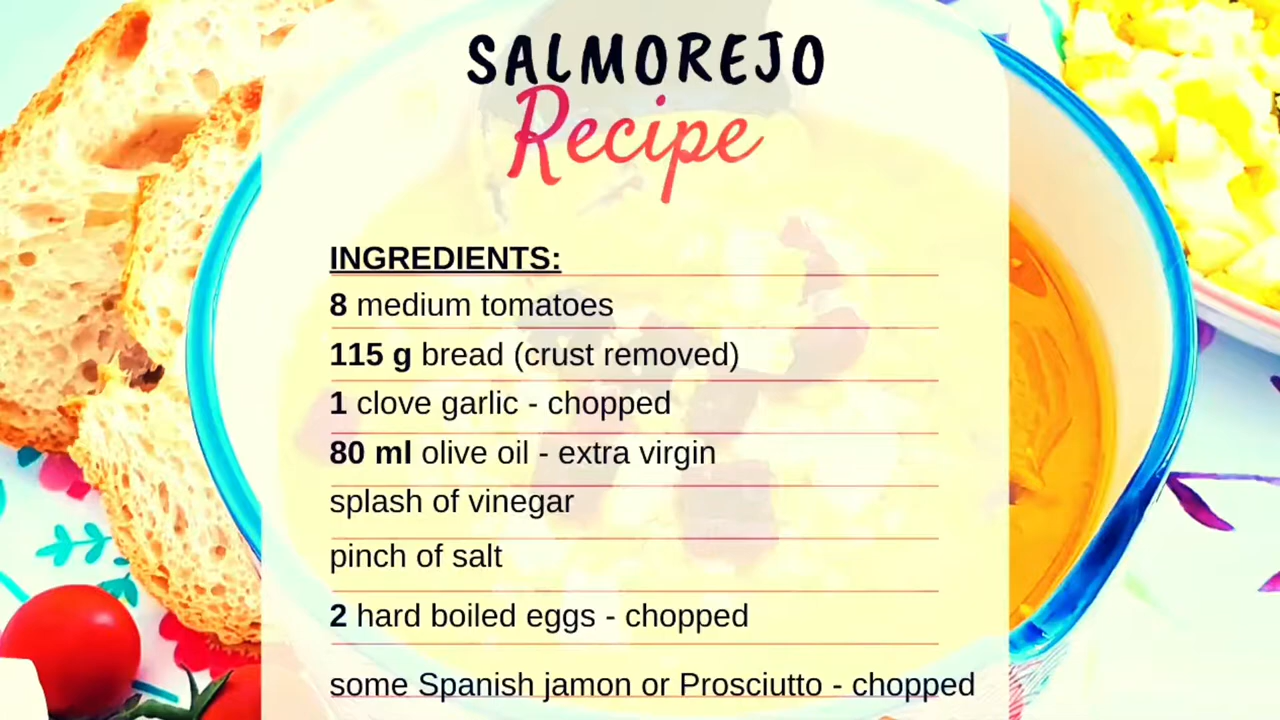 SALMOREJO
Recipe
INGREDIENTS:
8 medium tomatoes
115 g bread (crust removed)
1 clove garlic - chopped
80 ml olive oil - extra virgin
splash of vinegar
pinch of salt
2 hard boiled eggs - chopped
some Spanish jamon or Prosciutto - chopped